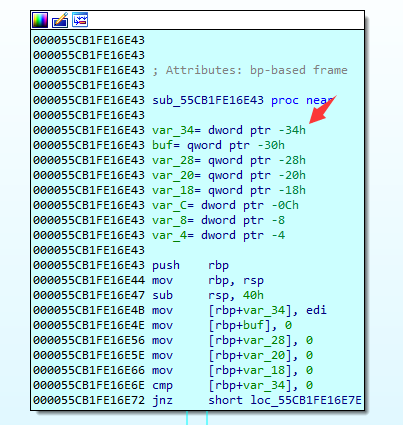 000055CB1FE16E43
000055CB1FE16E43
000055CB1FE16E43 ; Attributes: bp-based frame
000055CB1FE16E43
000055CB1FE16E43 sub_55CB1FE16E43 proc near
000055CB1FE16E43
000055CB1FE16E43 var_34= dword ptr -34h
000055CB1FE16E43 buf= qword ptr -30h
000055CB1FE16E43 var_28= qword ptr -28h
000055CB1FE16E43 var_20= qword ptr -20h
000055CB1FE16E43 var_18= qword ptr -18h
000055CB1FE16E43 var_C= dword ptr -0Ch
000055CB1FE16E43 var_8= dword ptr -8
000055CB1FE16E43 var_4= dword ptr -4
000055CB1FE16E43
000055CB1FE16E43 push rbp
000055CB1FE16E44 mov rbp, rsp
000055CB1FE16E47 sub rsp, 40h
000055CB1FE16E4B mov [rbp+var_34], edi
000055CB1FE16E4E mov [rbp+buf], 0
000055CB1FE16E56 mov [rbp+var_28], 0
000055CB1FE16E5E mov [rbp+var_20], 0
000055CB1FE16E66 mov [rbp+var_18], 0
000055CB1FE16E6E cmp [rbp+var_34], 0
000055CB1FE16E72 jnz short loc_55CB1FE16E7E